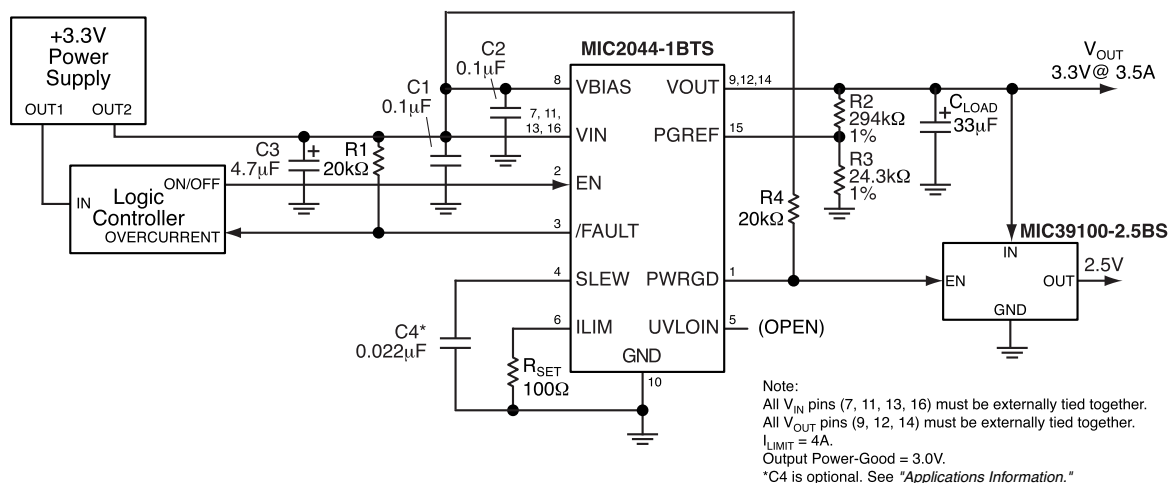 +3.3V
Power
Supply
OUT1
OUT2
C2
0.1μF
C1
0.1μF
MIC2044-1BTS
VOUT
3.3V@ 3.5A
8
VBIAS
VOUT
9,12,14
7, 11,
13, 16
VIN
PGREF
15
R2
294kΩ
1%
+
CLOAD
33μF
C3
4.7μF
+
R1
20kΩ
2
EN
R3
24.3kΩ
1%
ON/OFF
IN
Logic
Controller
OVERCURRENT
3
/FAULT
R4
20kΩ
MIC39100-2.5BS
IN
4
SLEW
PWRGD
1
EN
OUT
2.5V
GND
C4*
0.022μF
6
ILIM
UVLOIN
5
(OPEN)
RSET
100Ω
GND
10
Note:
All VIN pins (7, 11, 13, 16) must be externally tied together.
All VOUT pins (9, 12, 14) must be externally tied together.
ILIMIT = 4A.
Output Power-Good = 3.0V.
*C4 is optional. See "Applications Information."